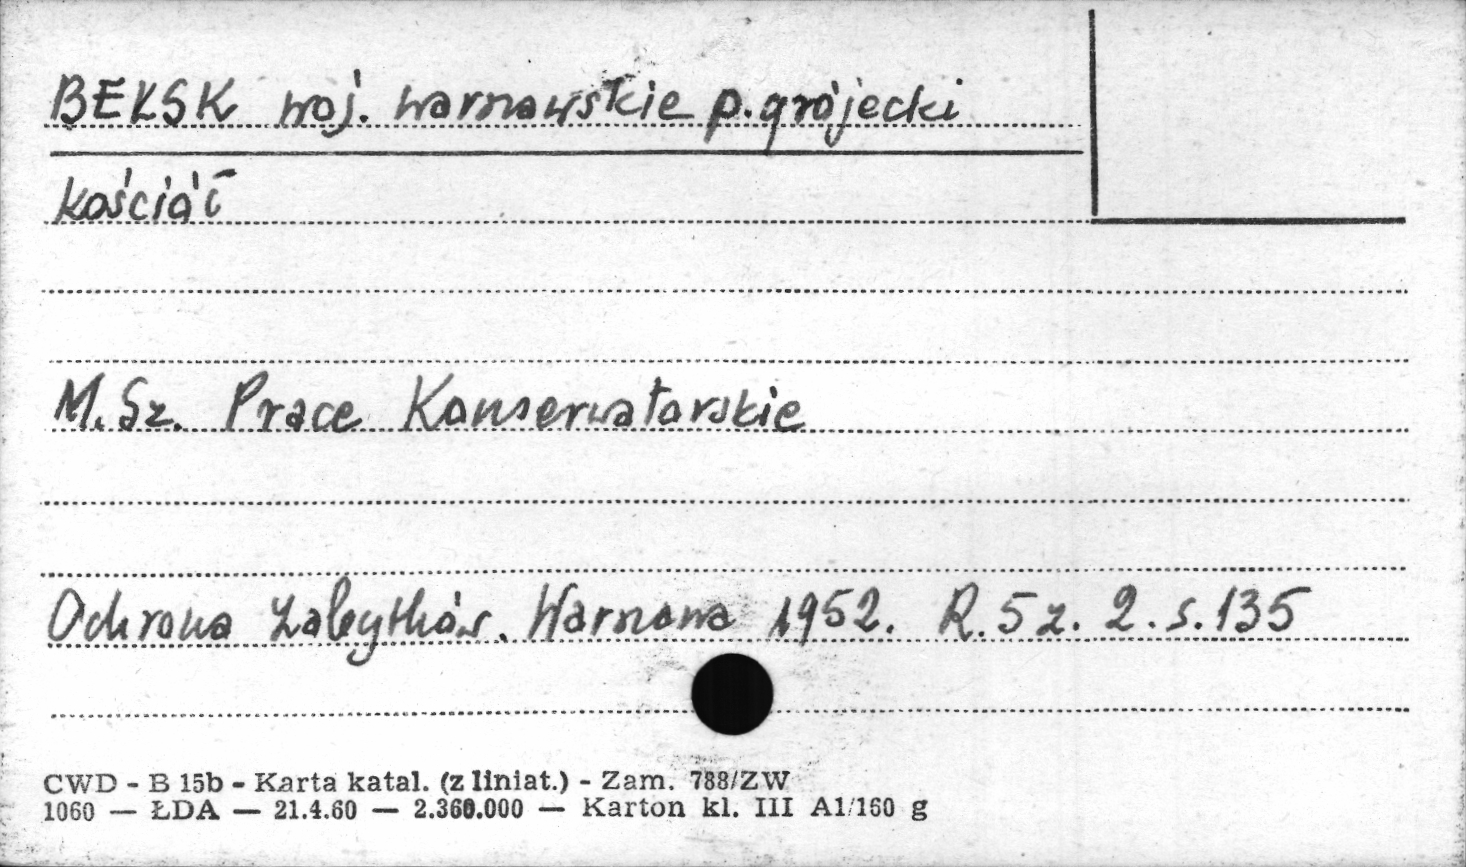 BEŁSK woj. warszawskie p. grójecki
kościół
M. Sz. Prace Konserwatorskie
Ochrona Zabytków. Warszawa 1952. R. 5 z. 2. s. 135
CWD - B 15b - Karta katal. (z liniat.) - Zam. 788/ZW
1060 — ŁDA — 21.4.60 — 2.360.000 — Karton kl. III A1/160 g